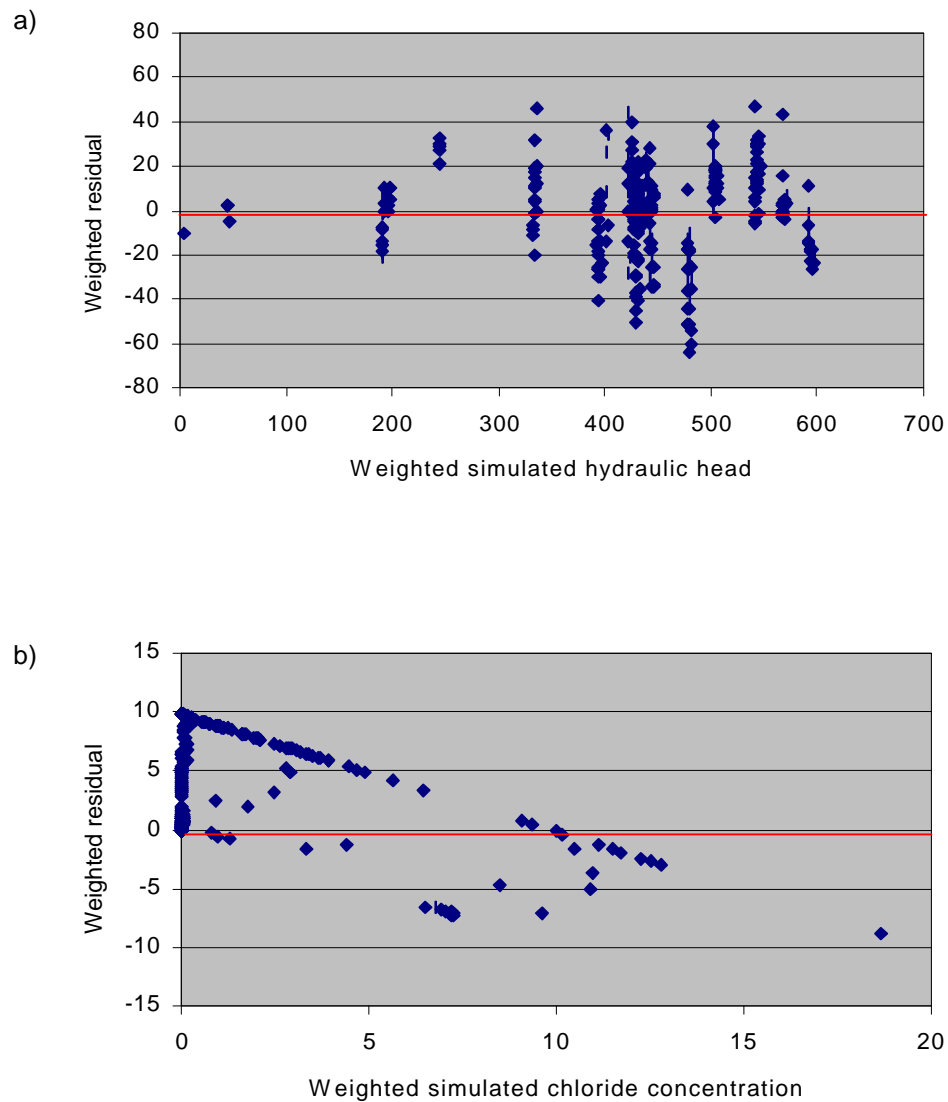 a)
80
60
40
20
0
-20
-40
-60
-80
Weighted residual
0 100 200 300 400 500 600 700
Weighted simulated hydraulic head
b)
15
10
5
0
-5
-10
-15
Weighted residual
0 5 10 15 20
Weighted simulated chloride concentration